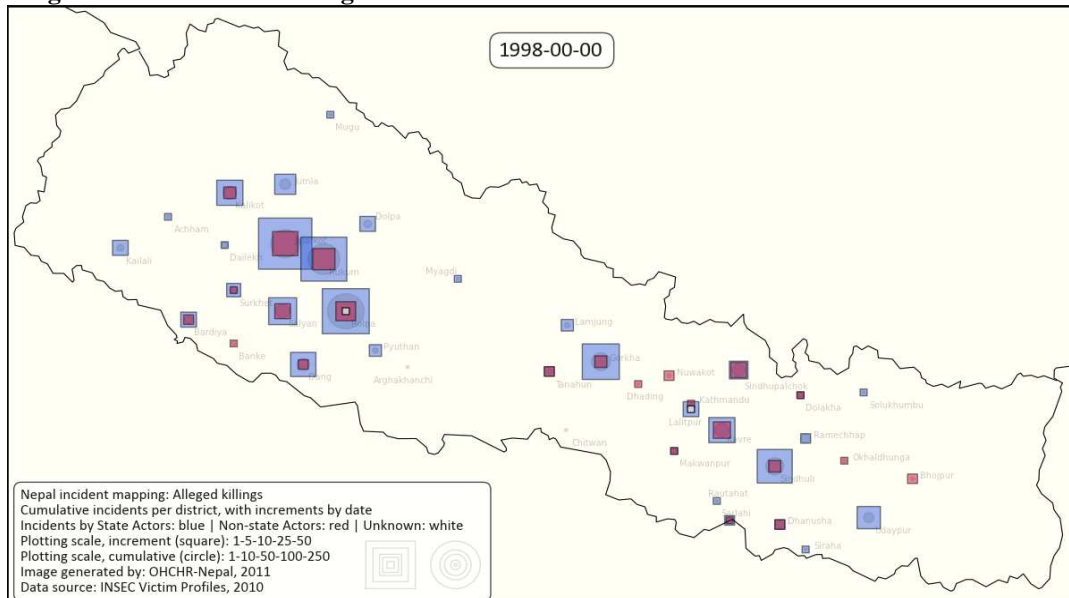 1998-00-00
Mugu
Kalikot
Dolpa
Achham
Kailali
Dailekh
Rukum
Myagdi
Surkhet
Salyan
Rolpa
Bardiya
Banke
Pyuthan
Dang
Arghakhanchi
Lamjung
Gorkha
Tanahun
Nuwakot
Dhading
Sindhupalchok
Kathmandu
Lalitpur
Dolakha
Solukhumbu
Chitwan
Kavre
Ramechhap
Makwanpur
Okhaldhunga
Sindhuli
Bhojpur
Rautahat
Sarlahi
Dhanusha
Udaypur
Siraha
Nepal incident mapping: Alleged killings
Cumulative incidents per district, with increments by date
Incidents by State Actors: blue | Non-state Actors: red | Unknown: white
Plotting scale, increment (square): 1-5-10-25-50
Plotting scale, cumulative (circle): 1-10-50-100-250
Image generated by: OHCHR-Nepal, 2011
Data source: INSEC Victim Profiles, 2010